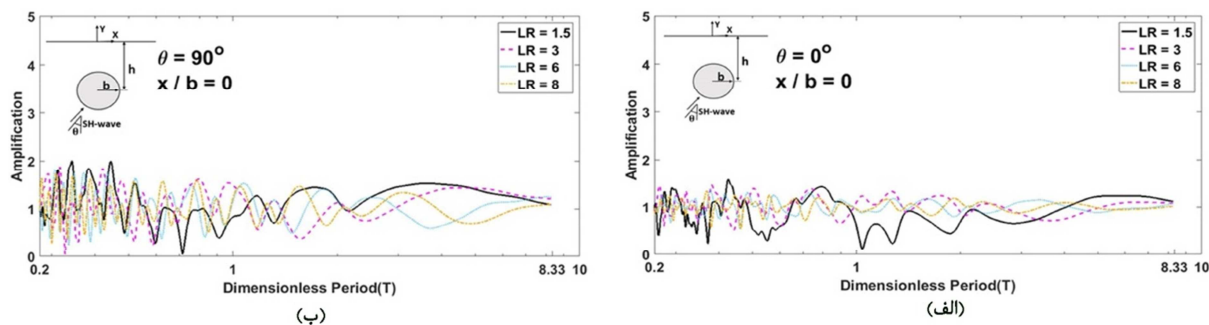 5
4
3
2
1
0
Amplification
Y
X
h
b
θ
SH-wave
θ = 90°
x / b = 0
LR = 1.5
LR = 3
LR = 6
LR = 8
0.2
1
8.33
10
Dimensionless Period(T)
(ب)
5
4
3
2
1
0
Amplification
Y
X
h
b
θ
SH-wave
θ = 0°
x / b = 0
LR = 1.5
LR = 3
LR = 6
LR = 8
0.2
1
8.33
10
Dimensionless Period(T)
(الف)